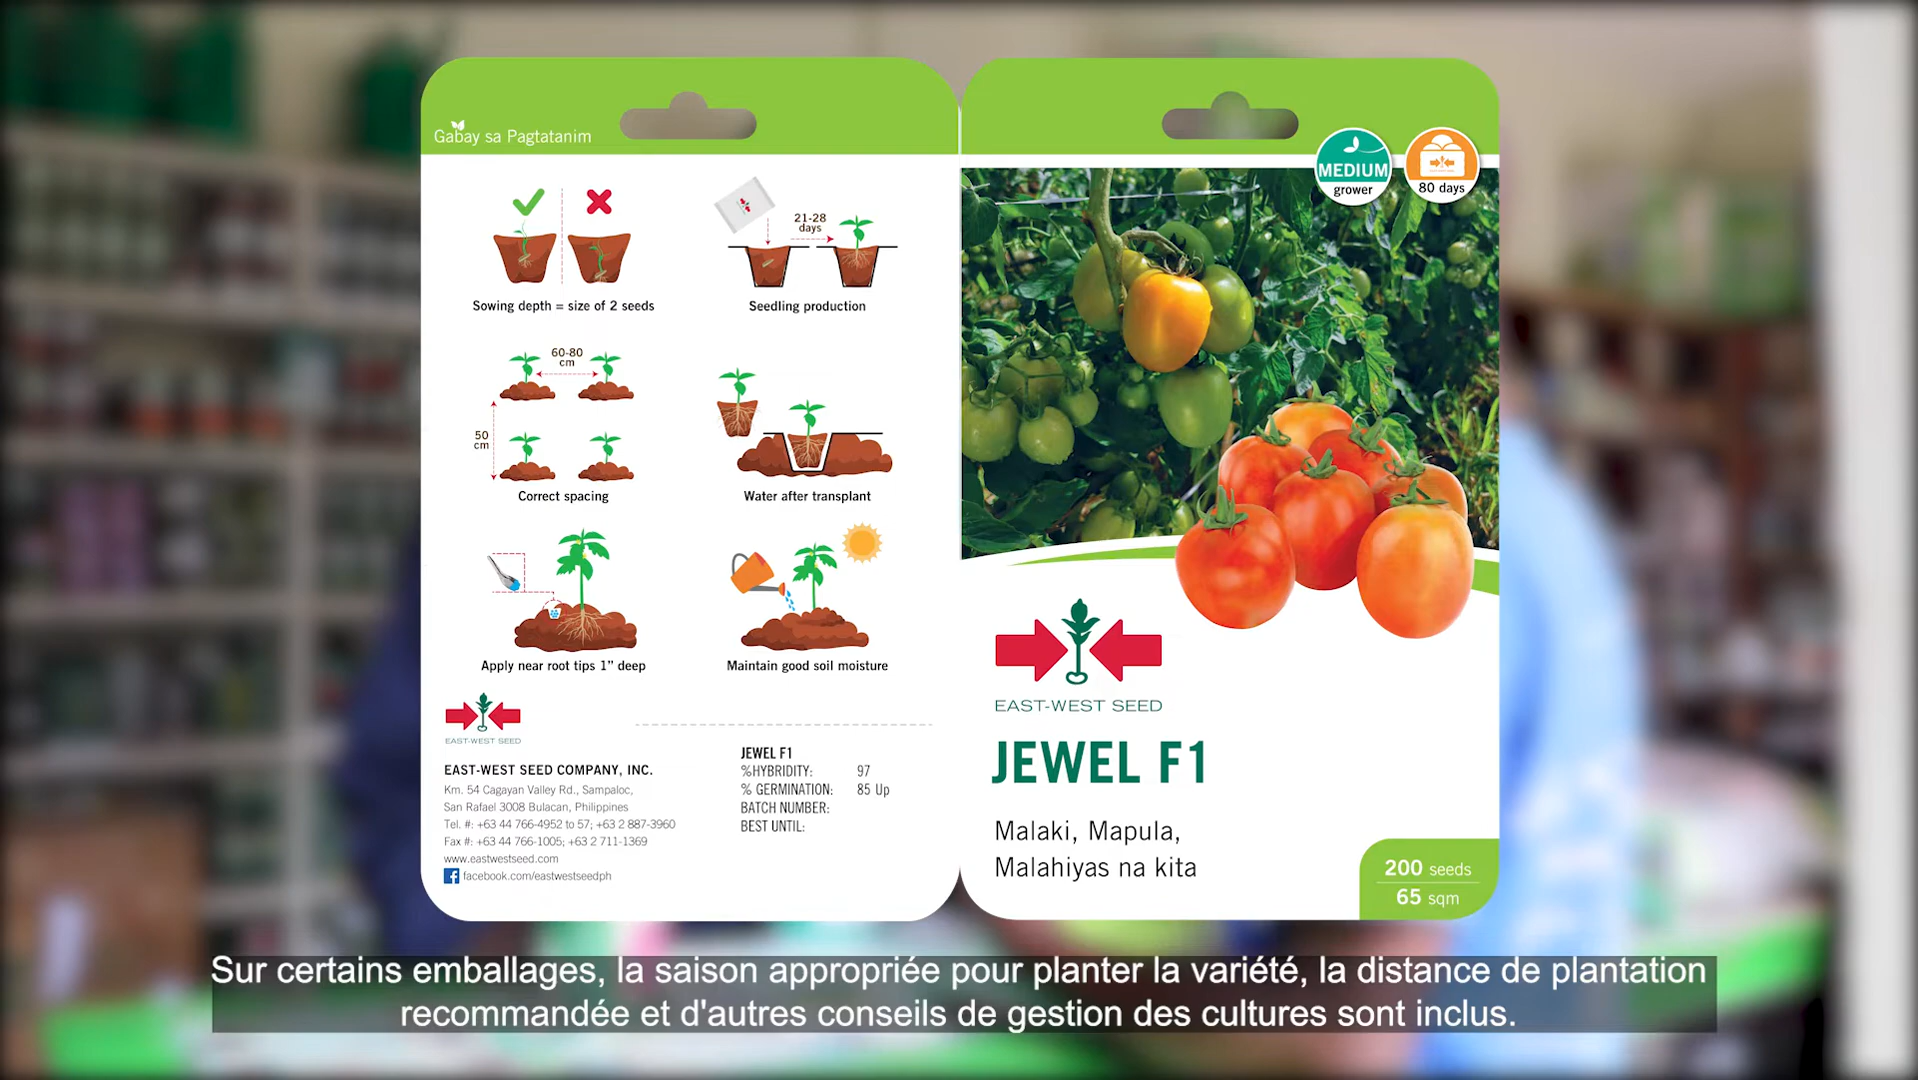 Gabay sa Pagtatanim
Sowing depth = size of 2 seeds
21-28
days
Seedling production
60-80
cm
50
cm
Correct spacing
Water after transplant
Apply near root tips 1" deep
Maintain good soil moisture
EAST-WEST SEED
EAST-WEST SEED COMPANY, INC.
Km. 54 Cagayan Valley Rd., Sampaloc,
San Rafael 3008 Bulacan, Philippines
Tel. #: +63 44 766-4952 to 57; +63 2 887-3960
Fax #: +63 44 766-1005; +63 2 711-1369
www.eastwestseed.com
facebook.com/eastwestseedph
JEWEL F1
%HYBRIDITY: 97
% GERMINATION: 85 Up
BATCH NUMBER:
BEST UNTIL:
MEDIUM
grower
80 days
EAST-WEST SEED
JEWEL F1
Malaki, Mapula,
Malahiyas na kita
200 seeds
65 sqm
Sur certains emballages, la saison appropriée pour planter la variété, la distance de plantation
recommandée et d'autres conseils de gestion des cultures sont inclus.